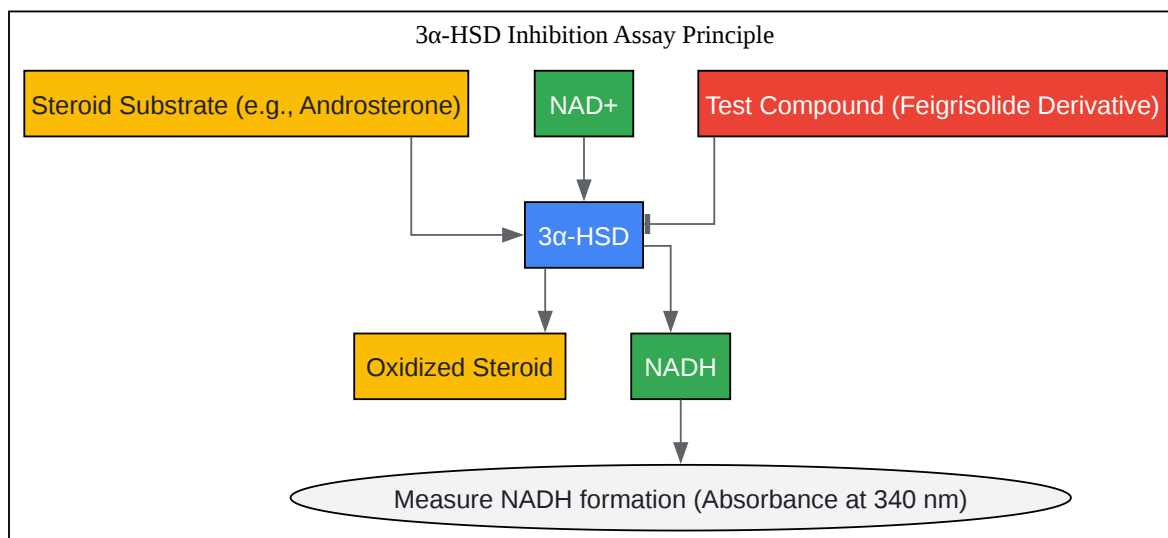 3α-HSD Inhibition Assay Principle
Steroid Substrate (e.g., Androsterone)
NAD+
Test Compound (Feigrisolide Derivative)
3α-HSD
Oxidized Steroid
NADH
Measure NADH formation (Absorbance at 340 nm)